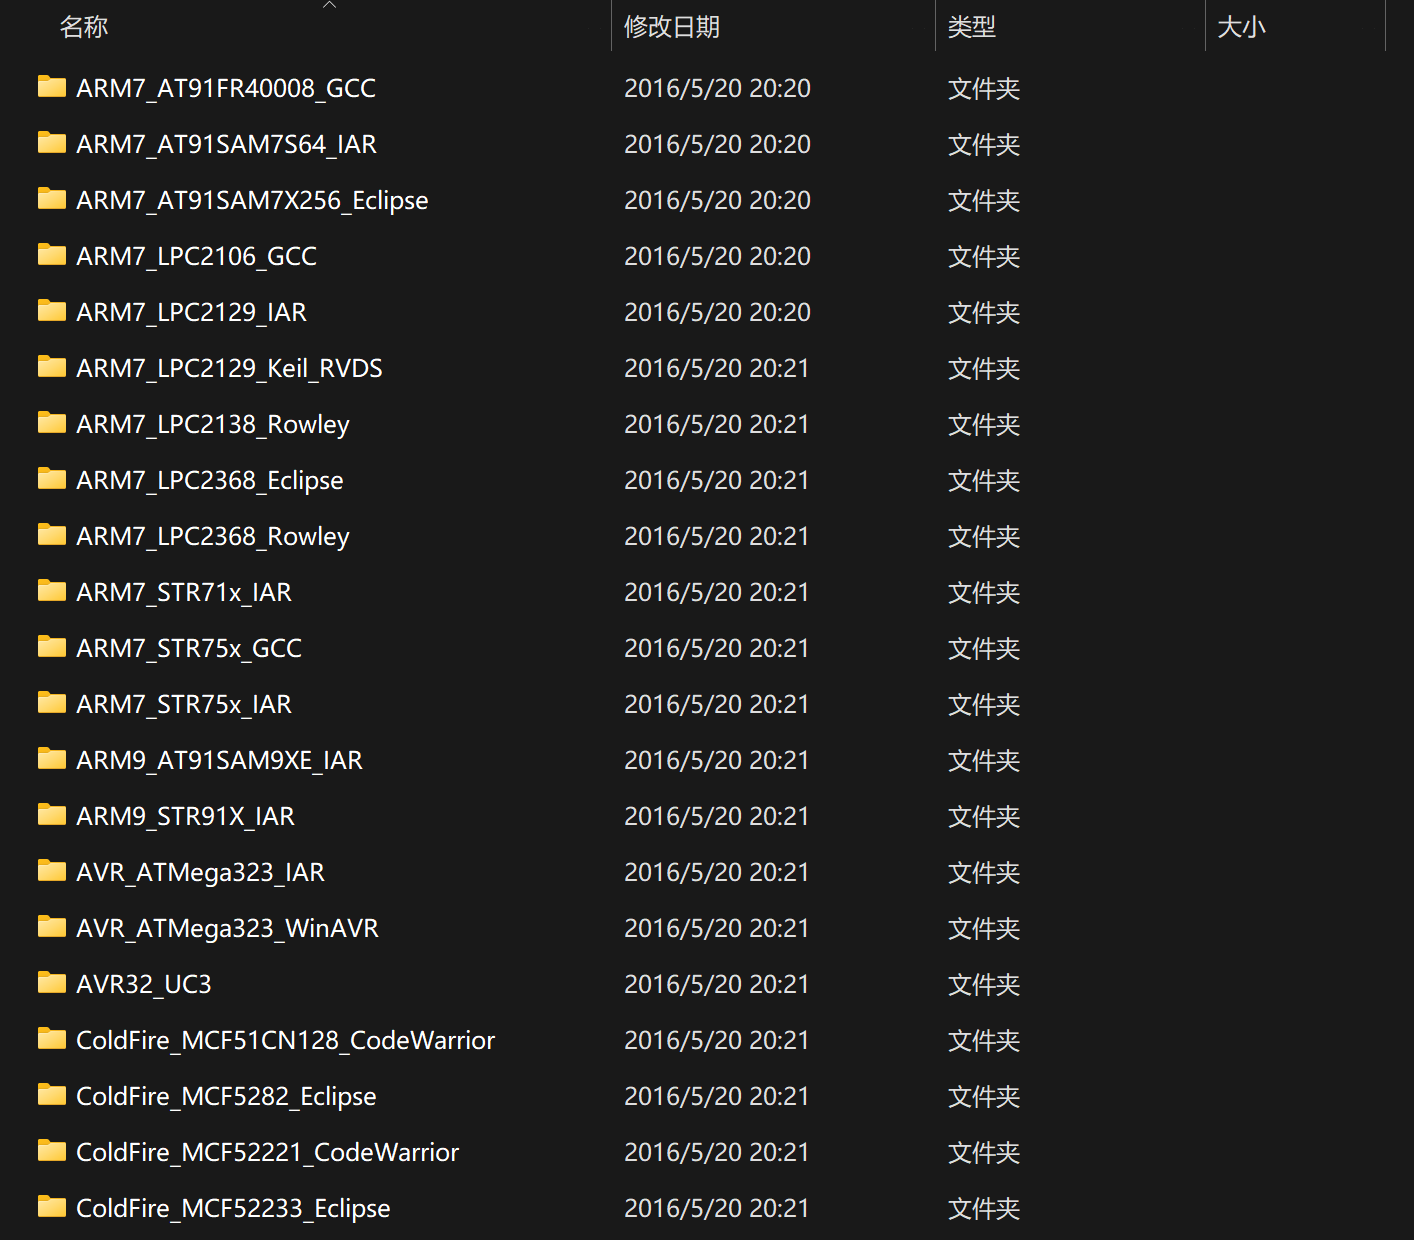 名称 修改日期 类型 大小
ARM7_AT91FR40008_GCC 2016/5/20 20:20 文件夹
ARM7_AT91SAM7S64_IAR 2016/5/20 20:20 文件夹
ARM7_AT91SAM7X256_Eclipse 2016/5/20 20:20 文件夹
ARM7_LPC2106_GCC 2016/5/20 20:20 文件夹
ARM7_LPC2129_IAR 2016/5/20 20:20 文件夹
ARM7_LPC2129_Keil_RVDS 2016/5/20 20:21 文件夹
ARM7_LPC2138_Rowley 2016/5/20 20:21 文件夹
ARM7_LPC2368_Eclipse 2016/5/20 20:21 文件夹
ARM7_LPC2368_Rowley 2016/5/20 20:21 文件夹
ARM7_STR71x_IAR 2016/5/20 20:21 文件夹
ARM7_STR75x_GCC 2016/5/20 20:21 文件夹
ARM7_STR75x_IAR 2016/5/20 20:21 文件夹
ARM9_AT91SAM9XE_IAR 2016/5/20 20:21 文件夹
ARM9_STR91X_IAR 2016/5/20 20:21 文件夹
AVR_ATMega323_IAR 2016/5/20 20:21 文件夹
AVR_ATMega323_WinAVR 2016/5/20 20:21 文件夹
AVR32_UC3 2016/5/20 20:21 文件夹
ColdFire_MCF51CN128_CodeWarrior 2016/5/20 20:21 文件夹
ColdFire_MCF5282_Eclipse 2016/5/20 20:21 文件夹
ColdFire_MCF52221_CodeWarrior 2016/5/20 20:21 文件夹
ColdFire_MCF52233_Eclipse 2016/5/20 20:21 文件夹